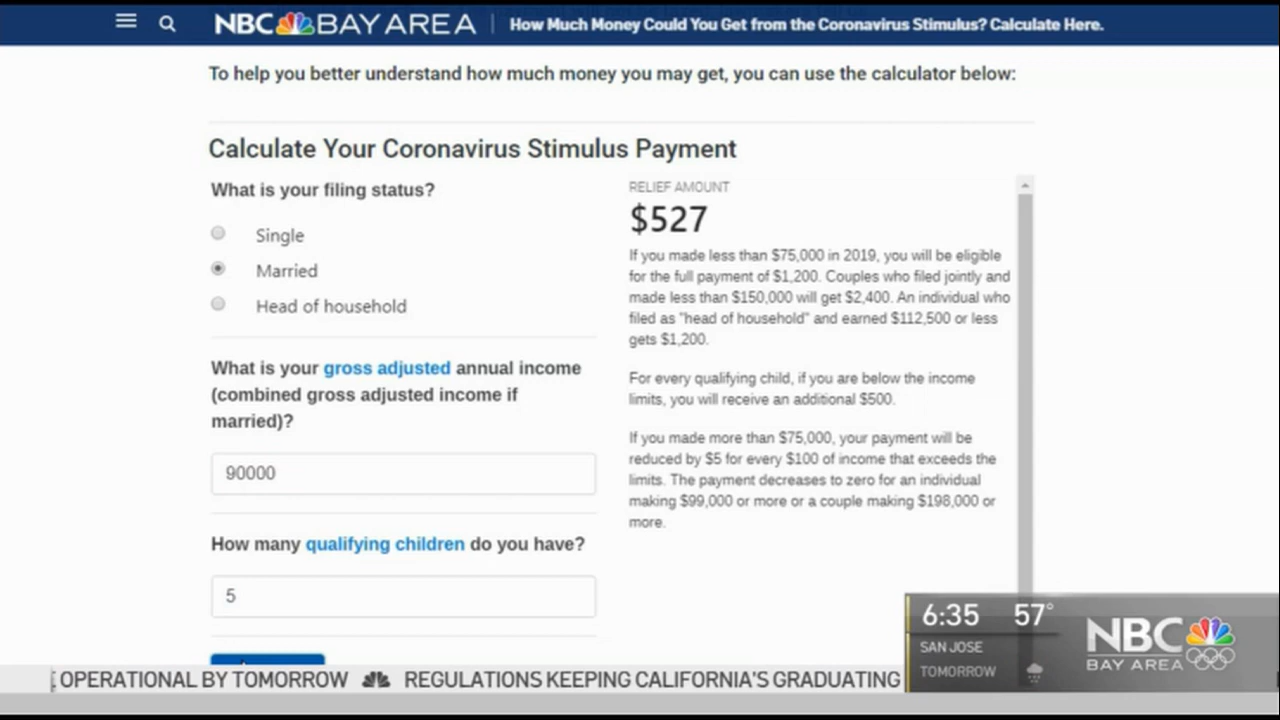 NBC BAY AREA | How Much Money Could You Get from the Coronavirus Stimulus? Calculate Here.
To help you better understand how much money you may get, you can use the calculator below:
Calculate Your Coronavirus Stimulus Payment
What is your filing status?
Single
Married
Head of household
What is your gross adjusted annual income
(combined gross adjusted income if
married)?
90000
How many qualifying children do you have?
5
RELIEF AMOUNT
$527
If you made less than $75,000 in 2019, you will be eligible
for the full payment of $1,200. Couples who filed jointly and
made less than $150,000 will get $2,400. An individual who
filed as "head of household" and earned $112,500 or less
gets $1,200.
For every qualifying child, if you are below the income
limits, you will receive an additional $500.
If you made more than $75,000, your payment will be
reduced by $5 for every $100 of income that exceeds the
limits. The payment decreases to zero for an individual
making $99,000 or more or a couple making $198,000 or
more.
6:35 57°
SAN JOSE
TOMORROW
NBC
BAY AREA
OPERATIONAL BY TOMORROW REGULATIONS KEEPING CALIFORNIA'S GRADUATING